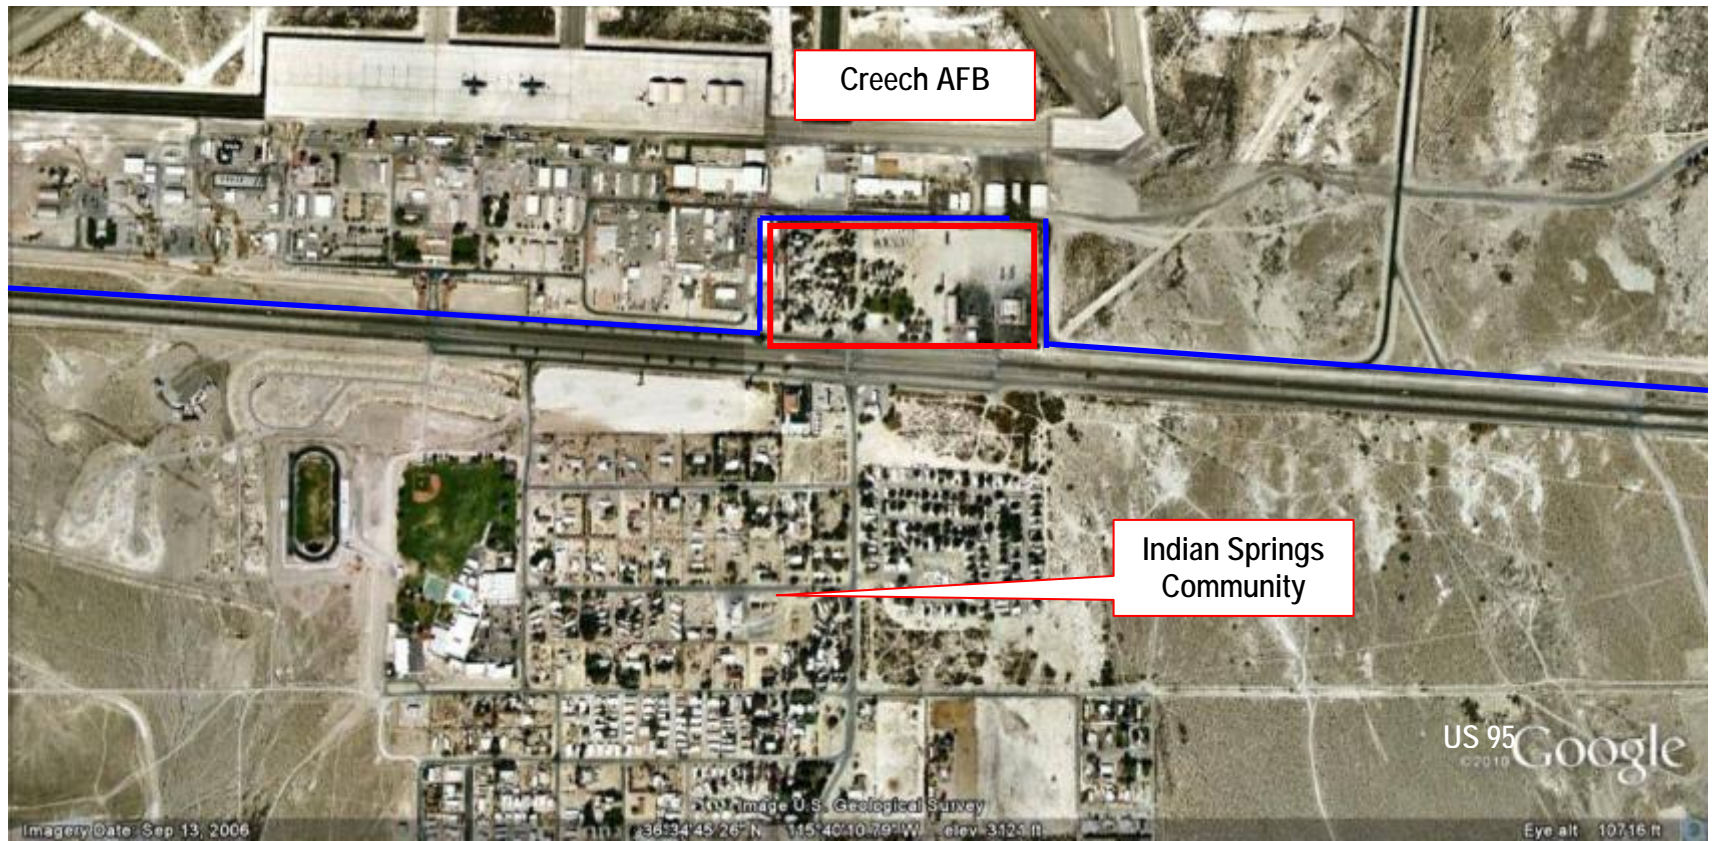 Creech AFB
Indian Springs
Community
US 95
Google
©2010
Image U.S. Geological Survey
Imagery Date: Sep 13, 2006
36°34'45.26" N 115°40'10.79" W elev 3121 ft
Eye alt 10716 ft